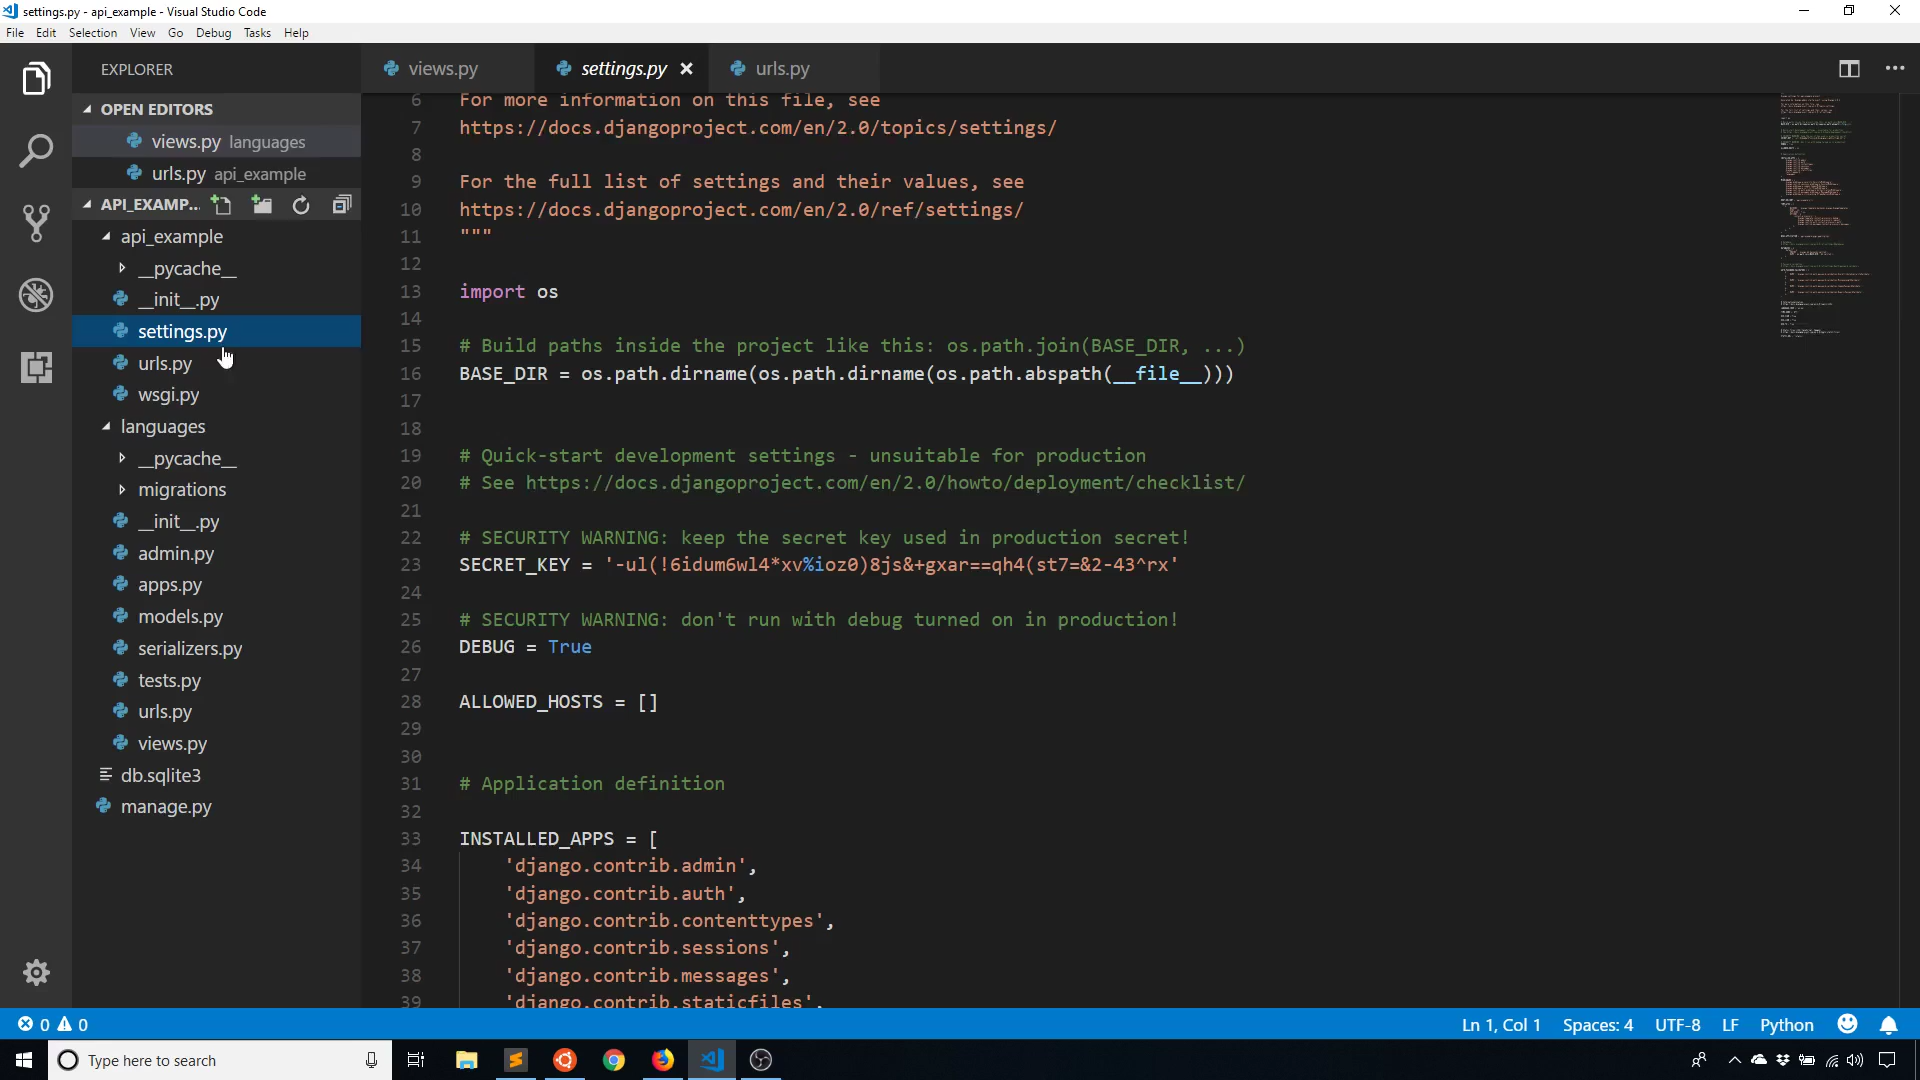 settings.py - api_example - Visual Studio Code
File Edit Selection View Go Debug Tasks Help
EXPLORER
OPEN EDITORS
views.py languages
urls.py api_example
API_EXAMP...
api_example
__pycache__
__init__.py
settings.py
urls.py
wsgi.py
languages
__pycache__
migrations
__init__.py
admin.py
apps.py
models.py
serializers.py
tests.py
urls.py
views.py
db.sqlite3
manage.py
views.py settings.py urls.py
6 For more information on this file, see
7 https://docs.djangoproject.com/en/2.0/topics/settings/
8
9 For the full list of settings and their values, see
10 https://docs.djangoproject.com/en/2.0/ref/settings/
11 """
12
13 import os
14
15 # Build paths inside the project like this: os.path.join(BASE_DIR, ...)
16 BASE_DIR = os.path.dirname(os.path.dirname(os.path.abspath(__file__)))
17
18
19 # Quick-start development settings - unsuitable for production
20 # See https://docs.djangoproject.com/en/2.0/howto/deployment/checklist/
21
22 # SECURITY WARNING: keep the secret key used in production secret!
23 SECRET_KEY = '-ul(!6idum6wl4*xv%ioz0)8js&+gxar==qh4(st7=&2-43^rx'
24
25 # SECURITY WARNING: don't run with debug turned on in production!
26 DEBUG = True
27
28 ALLOWED_HOSTS = []
29
30
31 # Application definition
32
33 INSTALLED_APPS = [
34 'django.contrib.admin',
35 'django.contrib.auth',
36 'django.contrib.contenttypes',
37 'django.contrib.sessions',
38 'django.contrib.messages',
39 'django.contrib.staticfiles',
0 0 Ln 1, Col 1 Spaces: 4 UTF-8 LF Python
Type here to search